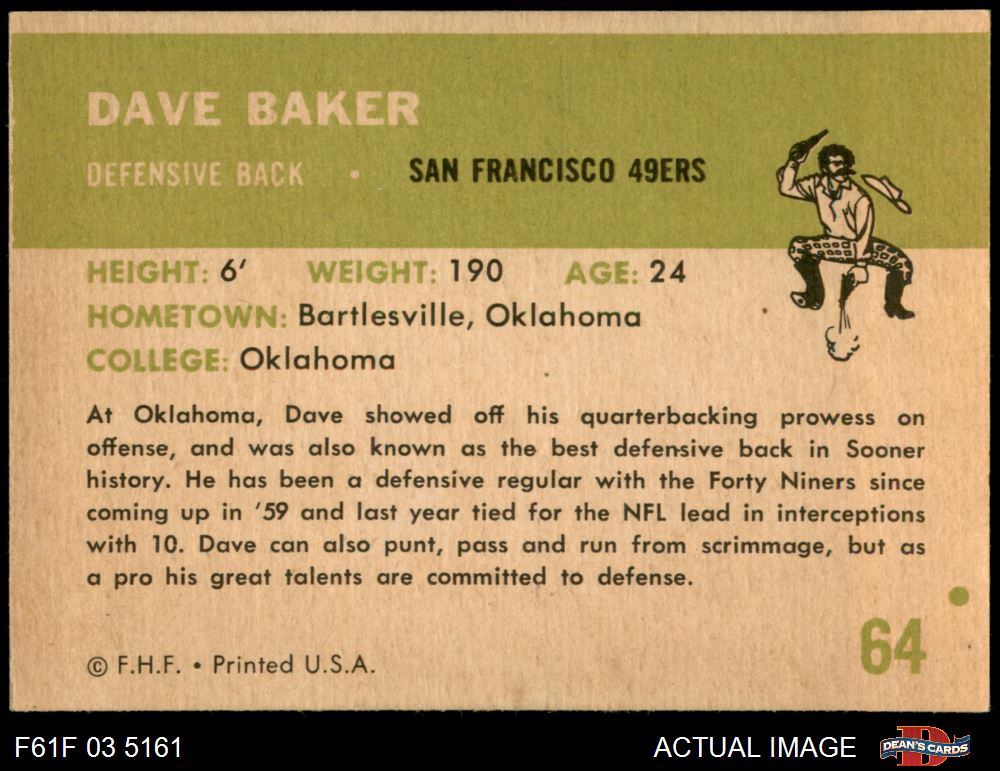 DAVE BAKER
DEFENSIVE BACK • SAN FRANCISCO 49ERS
HEIGHT: 6' WEIGHT: 190 AGE: 24
HOMETOWN: Bartlesville, Oklahoma
COLLEGE: Oklahoma
At Oklahoma, Dave showed off his quarterbacking prowess on
offense, and was also known as the best defensive back in Sooner
history. He has been a defensive regular with the Forty Niners since
coming up in '59 and last year tied for the NFL lead in interceptions
with 10. Dave can also punt, pass and run from scrimmage, but as
a pro his great talents are committed to defense.
64
© F.H.F. • Printed U.S.A.
F61F 03 5161
ACTUAL IMAGE
DEAN'S CARDS